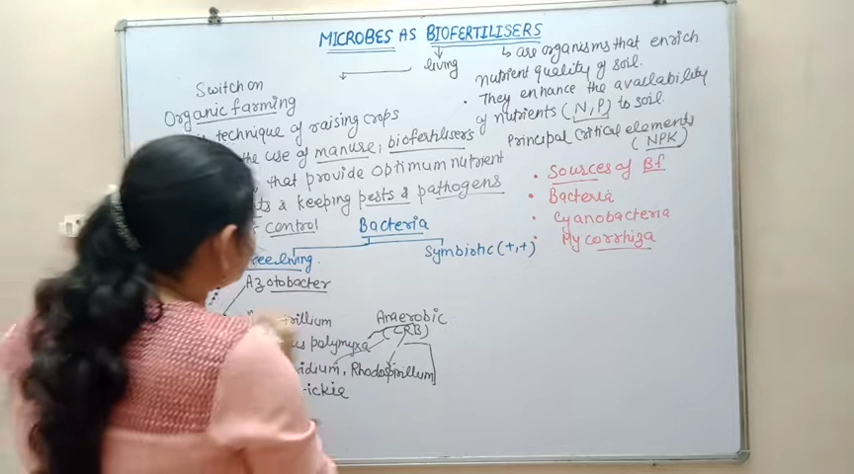 MICROBES AS BIOFERTILISERS
living
are organisms that enrich
nutrient quality of soil.
• They enhance the availability
of nutrients (N, P) to soil.
Principal critical elements
(NPK)
Switch on
Organic farming
technique of raising crops
the use of manure, biofertilisers
that provide optimum nutrient
& keeping pests & pathogens
control
• Sources of Bf
• Bacteria
• Cyanobacteria
• Mycorrhiza
Bacteria
living
Symbiotic (+,+)
Azotobacter
Anaerobic
(CRB)
polymyxa
, Rhodospirillum